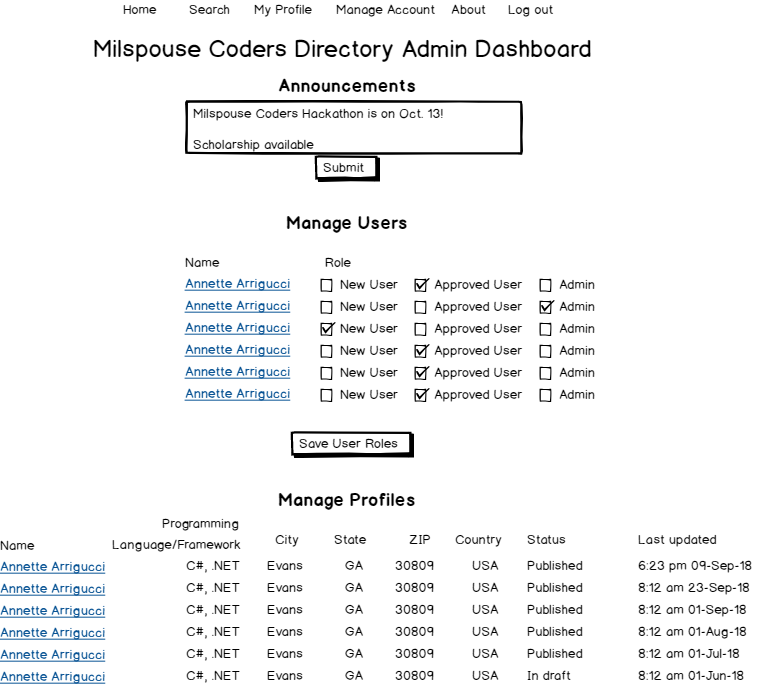 Home Search My Profile Manage Account About Log out
Milspouse Coders Directory Admin Dashboard
Announcements
Milspouse Coders Hackathon is on Oct. 13!
Scholarship available
Submit
Manage Users
Name Role
Annette Arrigucci New User Approved User Admin
Annette Arrigucci New User Approved User Admin
Annette Arrigucci New User Approved User Admin
Annette Arrigucci New User Approved User Admin
Annette Arrigucci New User Approved User Admin
Annette Arrigucci New User Approved User Admin
Save User Roles
Manage Profiles
Name Programming Language/Framework City State ZIP Country Status Last updated
Annette Arrigucci C#, .NET Evans GA 30809 USA Published 6:23 pm 09-Sep-18
Annette Arrigucci C#, .NET Evans GA 30809 USA Published 8:12 am 23-Sep-18
Annette Arrigucci C#, .NET Evans GA 30809 USA Published 8:12 am 01-Sep-18
Annette Arrigucci C#, .NET Evans GA 30809 USA Published 8:12 am 01-Aug-18
Annette Arrigucci C#, .NET Evans GA 30809 USA Published 8:12 am 01-Jul-18
Annette Arrigucci C#, .NET Evans GA 30809 USA In draft 8:12 am 01-Jun-18